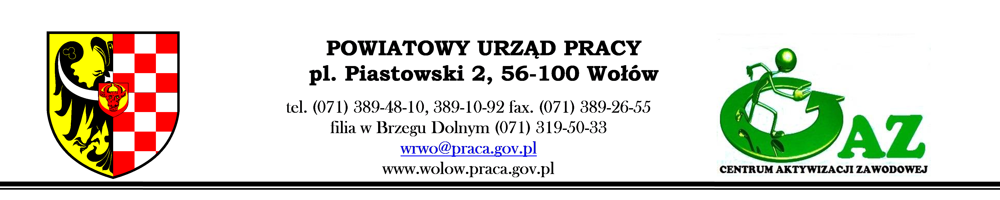 POWIATOWY URZĄD PRACY
pl. Piastowski 2, 56-100 Wołów
tel. (071) 389-48-10, 389-10-92 fax. (071) 389-26-55
filia w Brzegu Dolnym (071) 319-50-33
wrwo@praca.gov.pl
www.wolow.praca.gov.pl
CAZ
CENTRUM AKTYWIZACJI ZAWODOWEJ